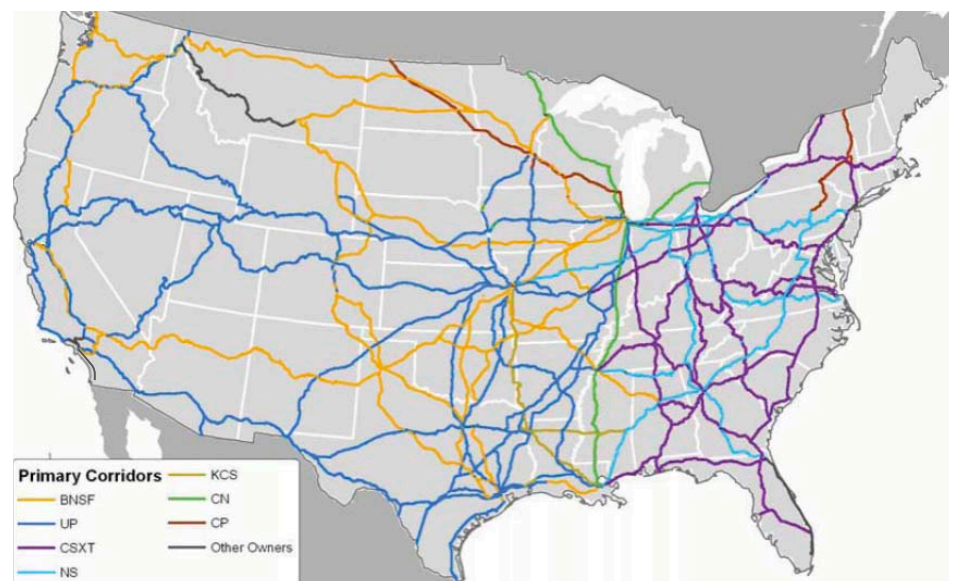 Primary Corridors
BNSF
UP
CSXT
NS
KCS
CN
CP
Other Owners